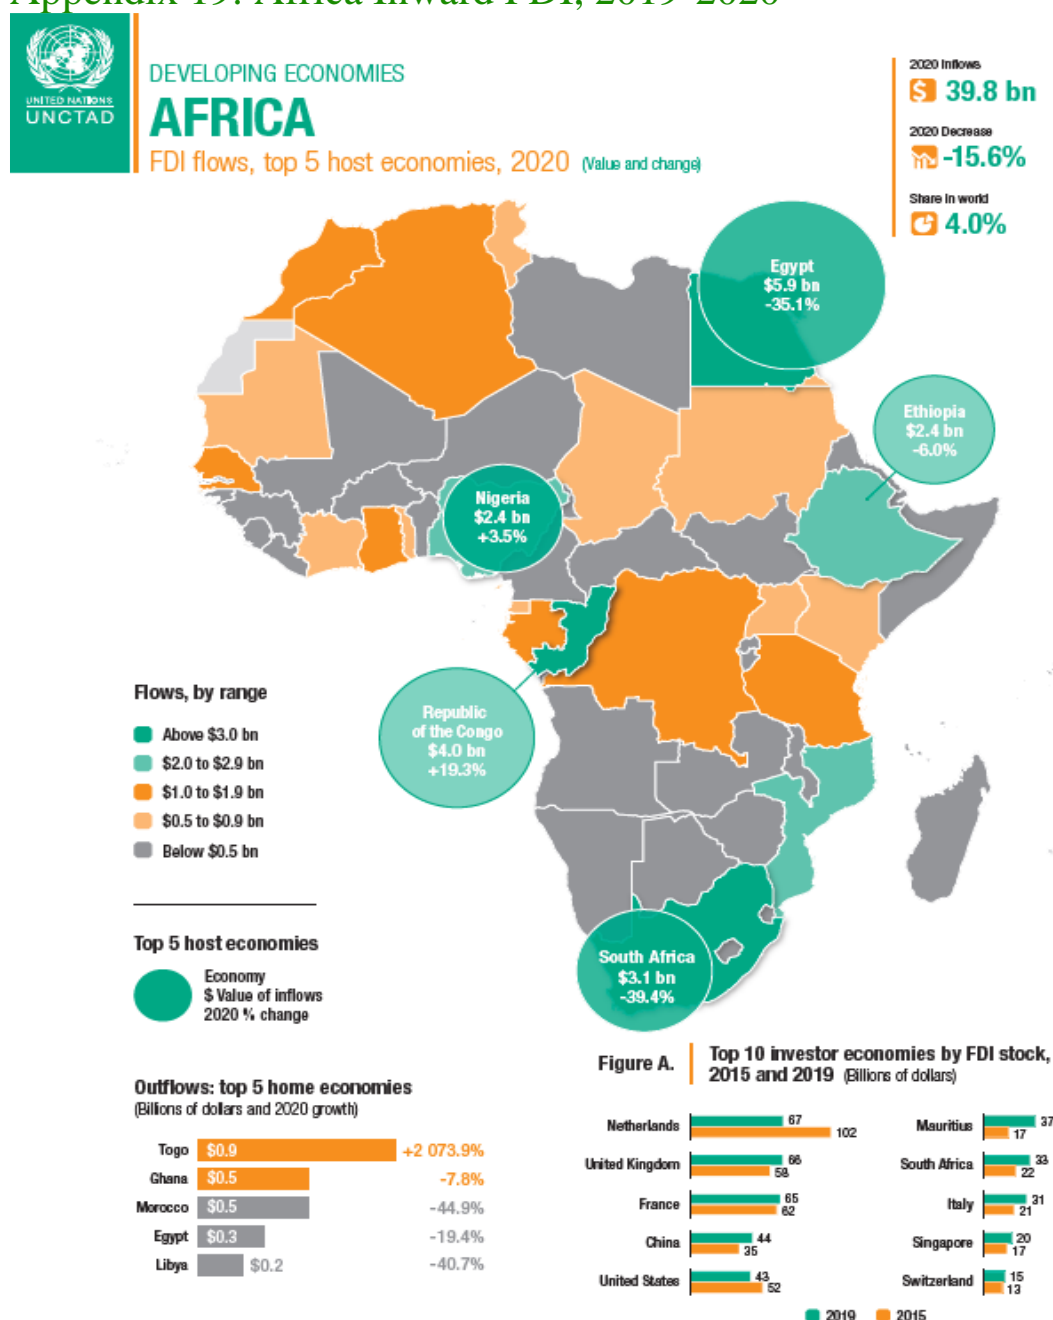 Appendix 19: Africa Inward FDI, 2019-2020
UNITED NATIONS
UNCTAD
DEVELOPING ECONOMIES
AFRICA
FDI flows, top 5 host economies, 2020 (Value and change)
2020 Inflows
$ 39.8 bn
2020 Decrease
-15.6%
Share in world
4.0%
Egypt
$5.9 bn
-35.1%
Ethiopia
$2.4 bn
-6.0%
Nigeria
$2.4 bn
+3.5%
Republic
of the Congo
$4.0 bn
+19.3%
South Africa
$3.1 bn
-39.4%
Flows, by range
Above $3.0 bn
$2.0 to $2.9 bn
$1.0 to $1.9 bn
$0.5 to $0.9 bn
Below $0.5 bn
Top 5 host economies
Economy
$ Value of inflows
2020 % change
Outflows: top 5 home economies
(Billions of dollars and 2020 growth)
Togo $0.9 +2 073.9%
Ghana $0.5 -7.8%
Morocco $0.5 -44.9%
Egypt $0.3 -19.4%
Libya $0.2 -40.7%
Figure A.
Top 10 investor economies by FDI stock,
2015 and 2019 (Billions of dollars)
Netherlands 67 102
United Kingdom 66 58
France 65 62
China 44 35
United States 43 52
Mauritius 37 17
South Africa 33 22
Italy 31 21
Singapore 20 17
Switzerland 15 13
2019 2015